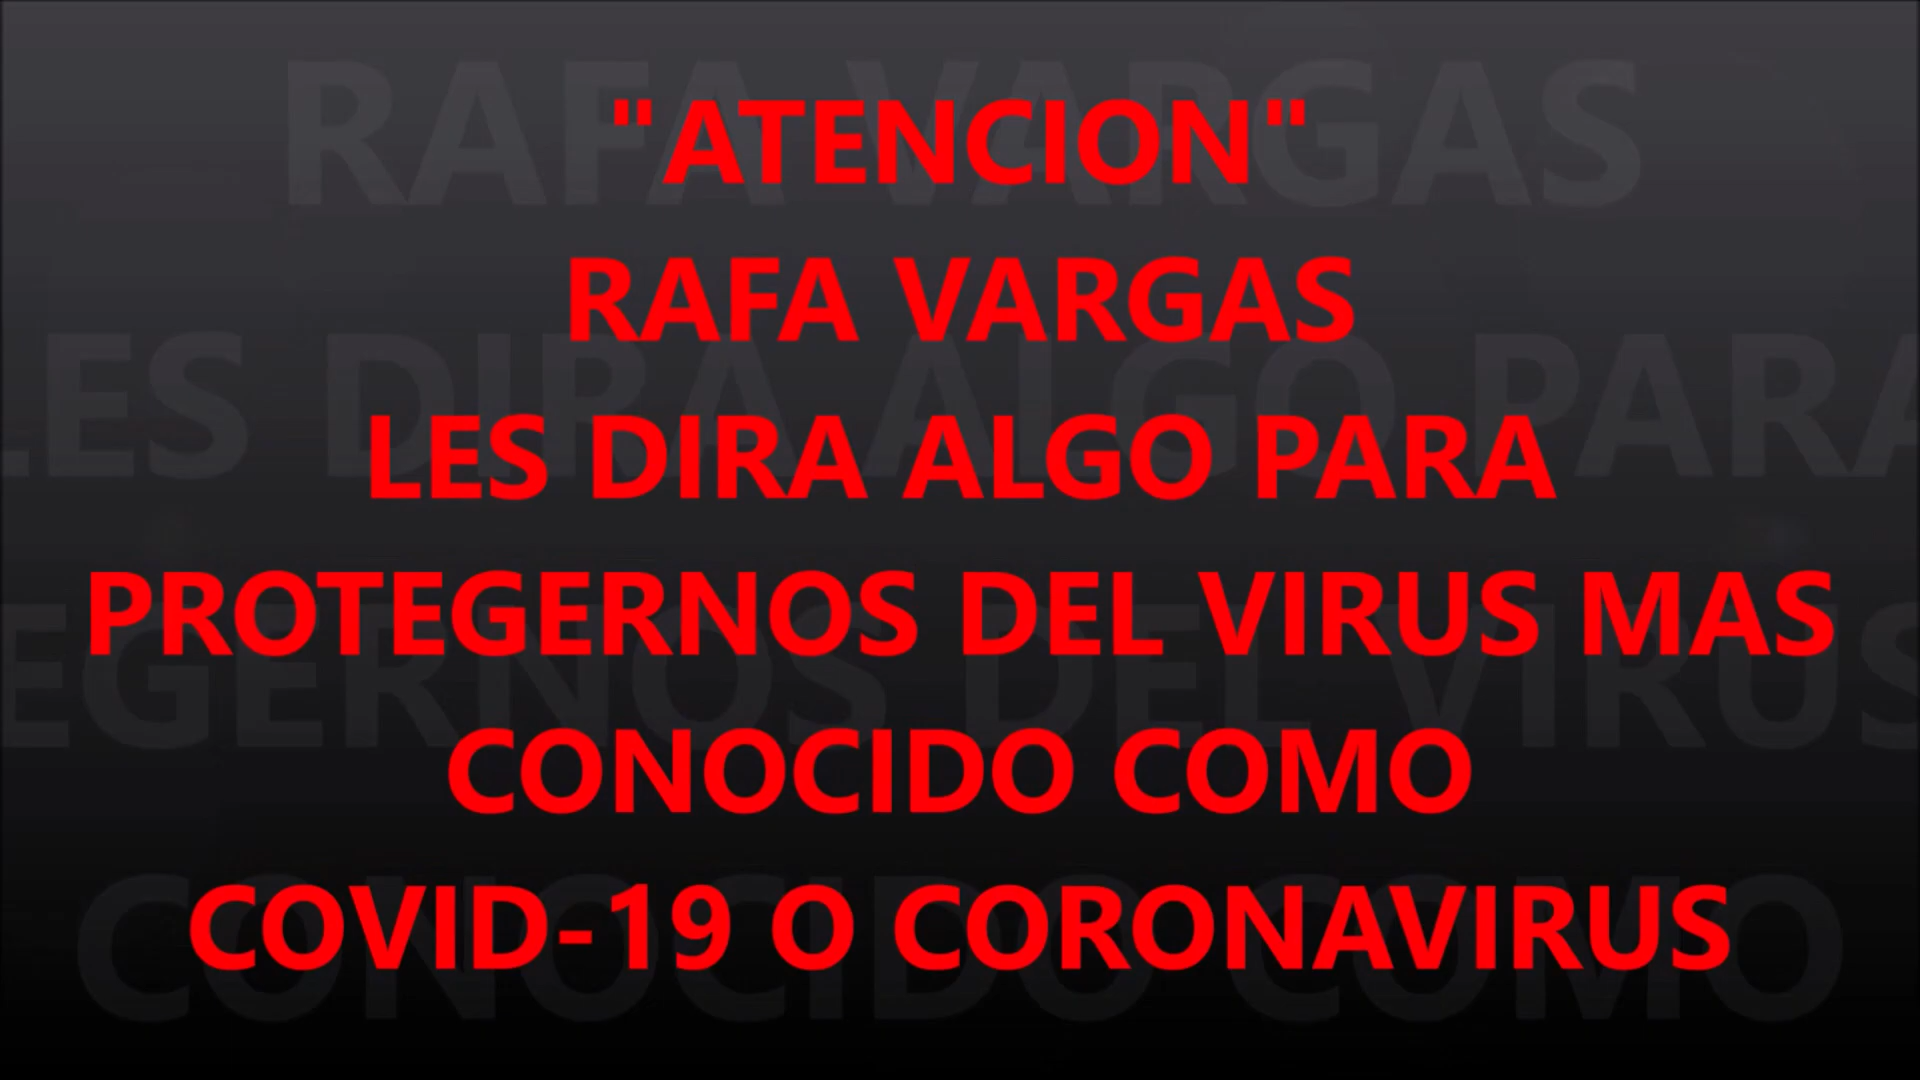 "ATENCION"
RAFA VARGAS
LES DIRA ALGO PARA
PROTEGERNOS DEL VIRUS MAS
CONOCIDO COMO
COVID-19 O CORONAVIRUS